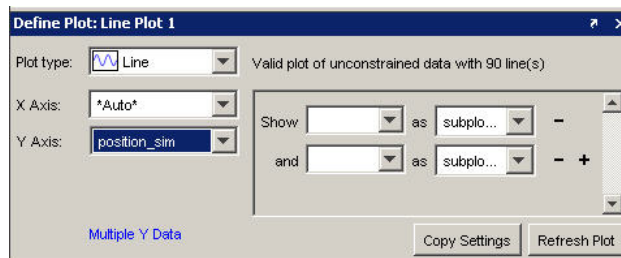 Define Plot: Line Plot 1
Plot type: Line
Valid plot of unconstrained data with 90 line(s)
X Axis: *Auto*
Show as subplo...
Y Axis: position_sim
and as subplo...
Multiple Y Data
Copy Settings
Refresh Plot